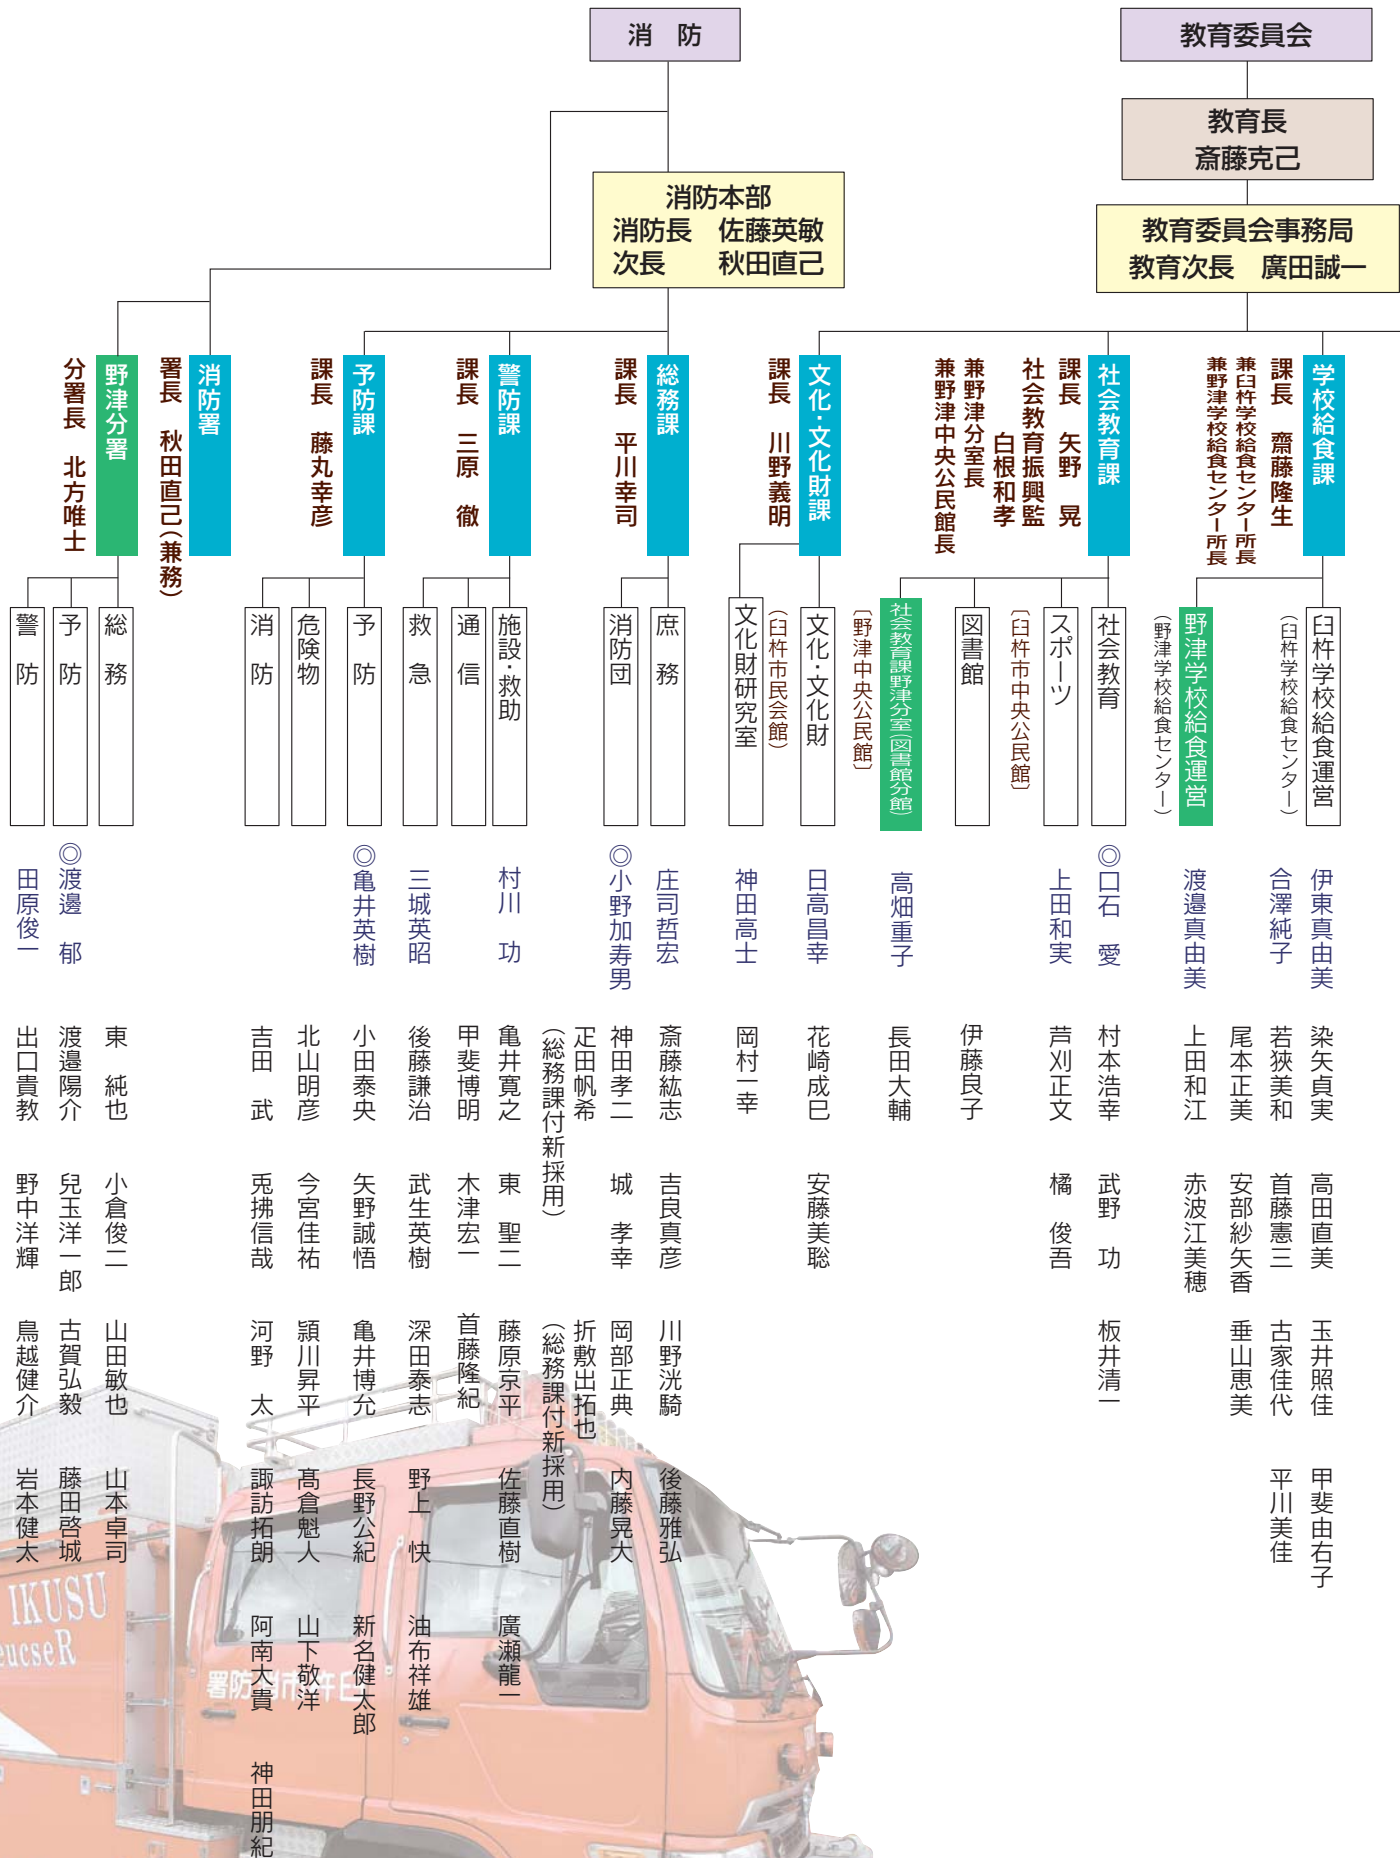 消 防
教育委員会
教育長
斎藤克己
消防本部
消防長 佐藤英敏
次長 秋田直己
教育委員会事務局
教育次長 廣田誠一
学校給食課
課長 齋藤隆生
兼臼杵学校給食センター所長
兼野津学校給食センター所長
臼杵学校給食運営
(臼杵学校給食センター)
伊東真由美 染矢貞実 高田直美 玉井照佳 甲斐由右子
合澤純子 若狹美和 首藤憲三 古家佳代 平川美佳
尾本正美 安部紗矢香 垂山恵美
野津学校給食運営
(野津学校給食センター)
渡邉真由美 上田和江 赤波江美穂
社会教育課
課長 矢野 晃
社会教育振興監
白根和孝
兼野津分室長
兼野津中央公民館長
社会教育
◎口石 愛 村本浩幸 武野 功 板井清一
スポーツ
〔臼杵市中央公民館〕
上田和実 芦刈正文 橘 俊吾
図書館
伊藤良子
社会教育課野津分室(図書館分館)
〔野津中央公民館〕
高畑重子 長田大輔
文化・文化財課
課長 川野義明
文化・文化財
(臼杵市民会館)
日高昌幸 花崎成巳 安藤美聡
文化財研究室
神田高士 岡村一幸
総務課
課長 平川幸司
庶 務
庄司哲宏 斎藤紘志 吉良真彦 川野洸騎 後藤雅弘
消防団
◎小野加寿男 神田孝二 城 孝幸 岡部正典 内藤晃大
疋田帆希 折敷出拓也
(総務課付新採用) (総務課付新採用)
警防課
課長 三原 徹
施設・救助
村川 功 亀井寛之 東 聖二 藤原京平 佐藤直樹 廣瀬龍一
通 信
甲斐博明 木津宏一 首藤隆紀
救 急
三城英昭 後藤謙治 武生英樹 深田泰志 野上 快 油布祥雄
予防課
課長 藤丸幸彦
予 防
◎亀井英樹 小田泰央 矢野誠悟 亀井博允 長野公紀 新名健太郎
危険物
北山明彦 今宮佳祐 頴川昇平 髙倉魁人 山下敬洋
消 防
吉田 武 兎拂信哉 河野 太 諏訪拓朗 阿南大貴 神田朋紀
消防署
署長 秋田直己(兼務)
野津分署
分署長 北方唯士
総 務
東 純也 小倉俊二 山田敏也 山本卓司
予 防
◎渡邊 郁 渡邉陽介 兒玉洋一郎 古賀弘毅 藤田啓城
警 防
田原俊一 出口貴教 野中洋輝 鳥越健介 岩本健太
IKUSU
eucseR
署防消市杵臼